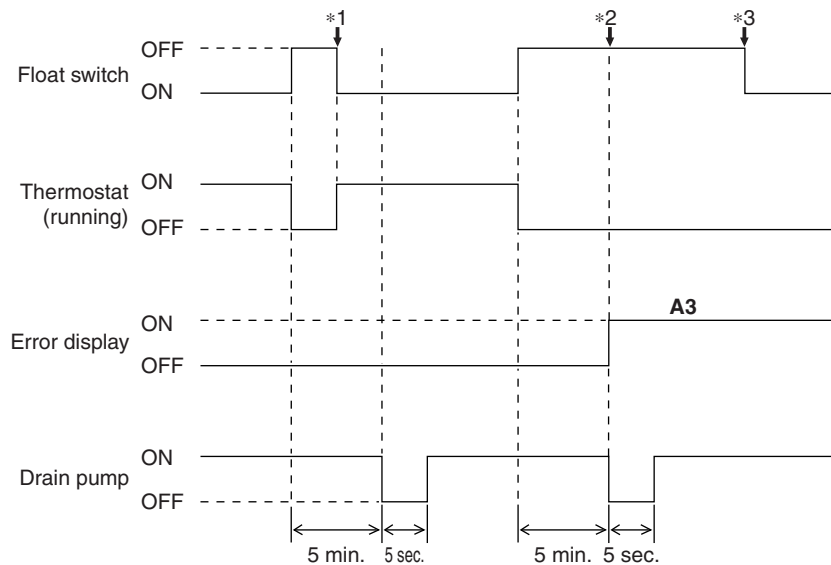 *1 *2 *3
OFF
Float switch
ON
ON
Thermostat
(running)
OFF
A3
ON
Error display
OFF
ON
Drain pump
OFF
5 min. 5 sec. 5 min. 5 sec.